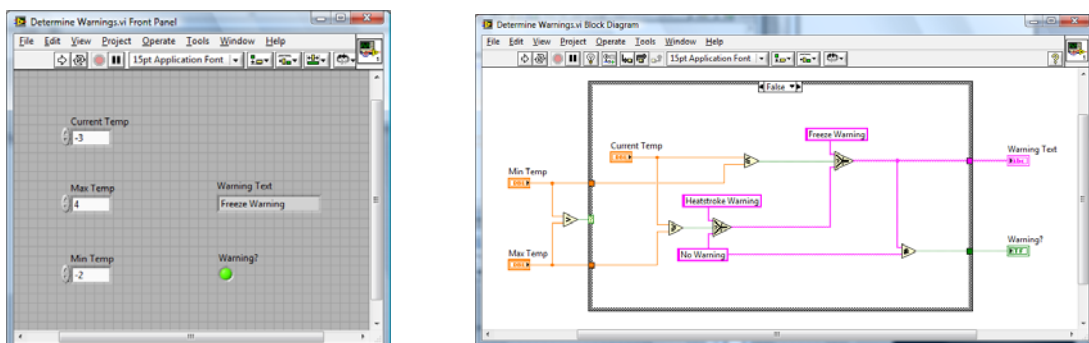 Determine Warnings.vi Front Panel
File Edit View Project Operate Tools Window Help
15pt Application Font
Current Temp
-3
Max Temp
4
Warning Text
Freeze Warning
Min Temp
-2
Warning?
Determine Warnings.vi Block Diagram
File Edit View Project Operate Tools Window Help
15pt Application Font
False
Freeze Warning
Current Temp
Warning Text
Min Temp
Heatstroke Warning
Warning?
Max Temp
No Warning